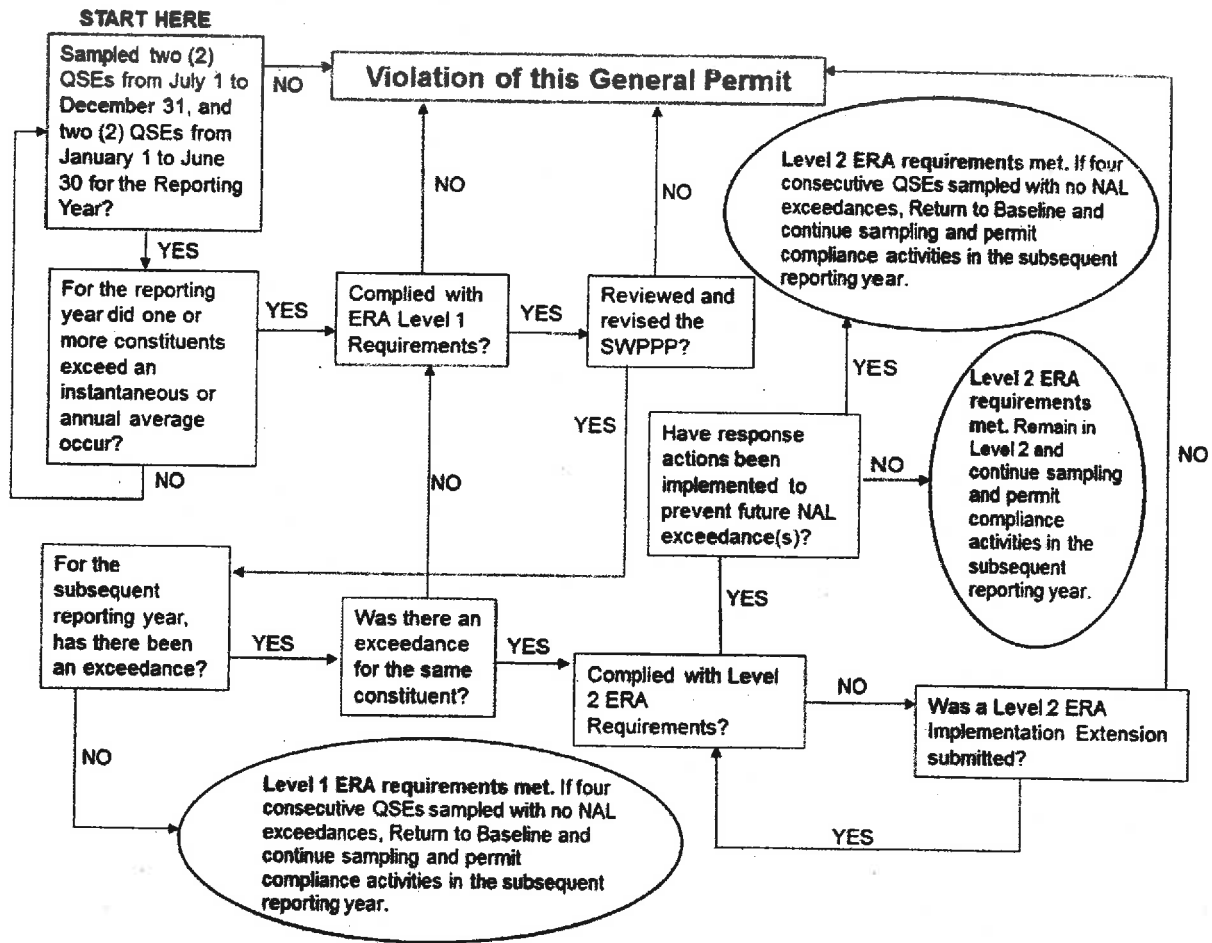 START HERE
Sampled two (2)
QSEs from July 1 to
December 31, and
two (2) QSEs from
January 1 to June
30 for the Reporting
Year?
NO
Violation of this General Permit
YES
NO
NO
Level 2 ERA requirements met. If four
consecutive QSEs sampled with no NAL
exceedances, Return to Baseline and
continue sampling and permit
compliance activities in the subsequent
reporting year.
For the reporting
year did one or
more constituents
exceed an
instantaneous or
annual average
occur?
YES
Complied with
ERA Level 1
Requirements?
YES
Reviewed and
revised the
SWPPP?
YES
NO
NO
YES
Have response
actions been
implemented to
prevent future NAL
exceedance(s)?
NO
Level 2 ERA
requirements
met. Remain in
Level 2 and
continue sampling
and permit
compliance
activities in the
subsequent
reporting year.
NO
For the
subsequent
reporting year,
has there been
an exceedance?
YES
Was there an
exceedance
for the same
constituent?
YES
YES
Complied with Level
2 ERA
Requirements?
NO
Was a Level 2 ERA
Implementation Extension
submitted?
NO
YES
Level 1 ERA requirements met. If four
consecutive QSEs sampled with no NAL
exceedances, Return to Baseline and
continue sampling and permit
compliance activities in the subsequent
reporting year.